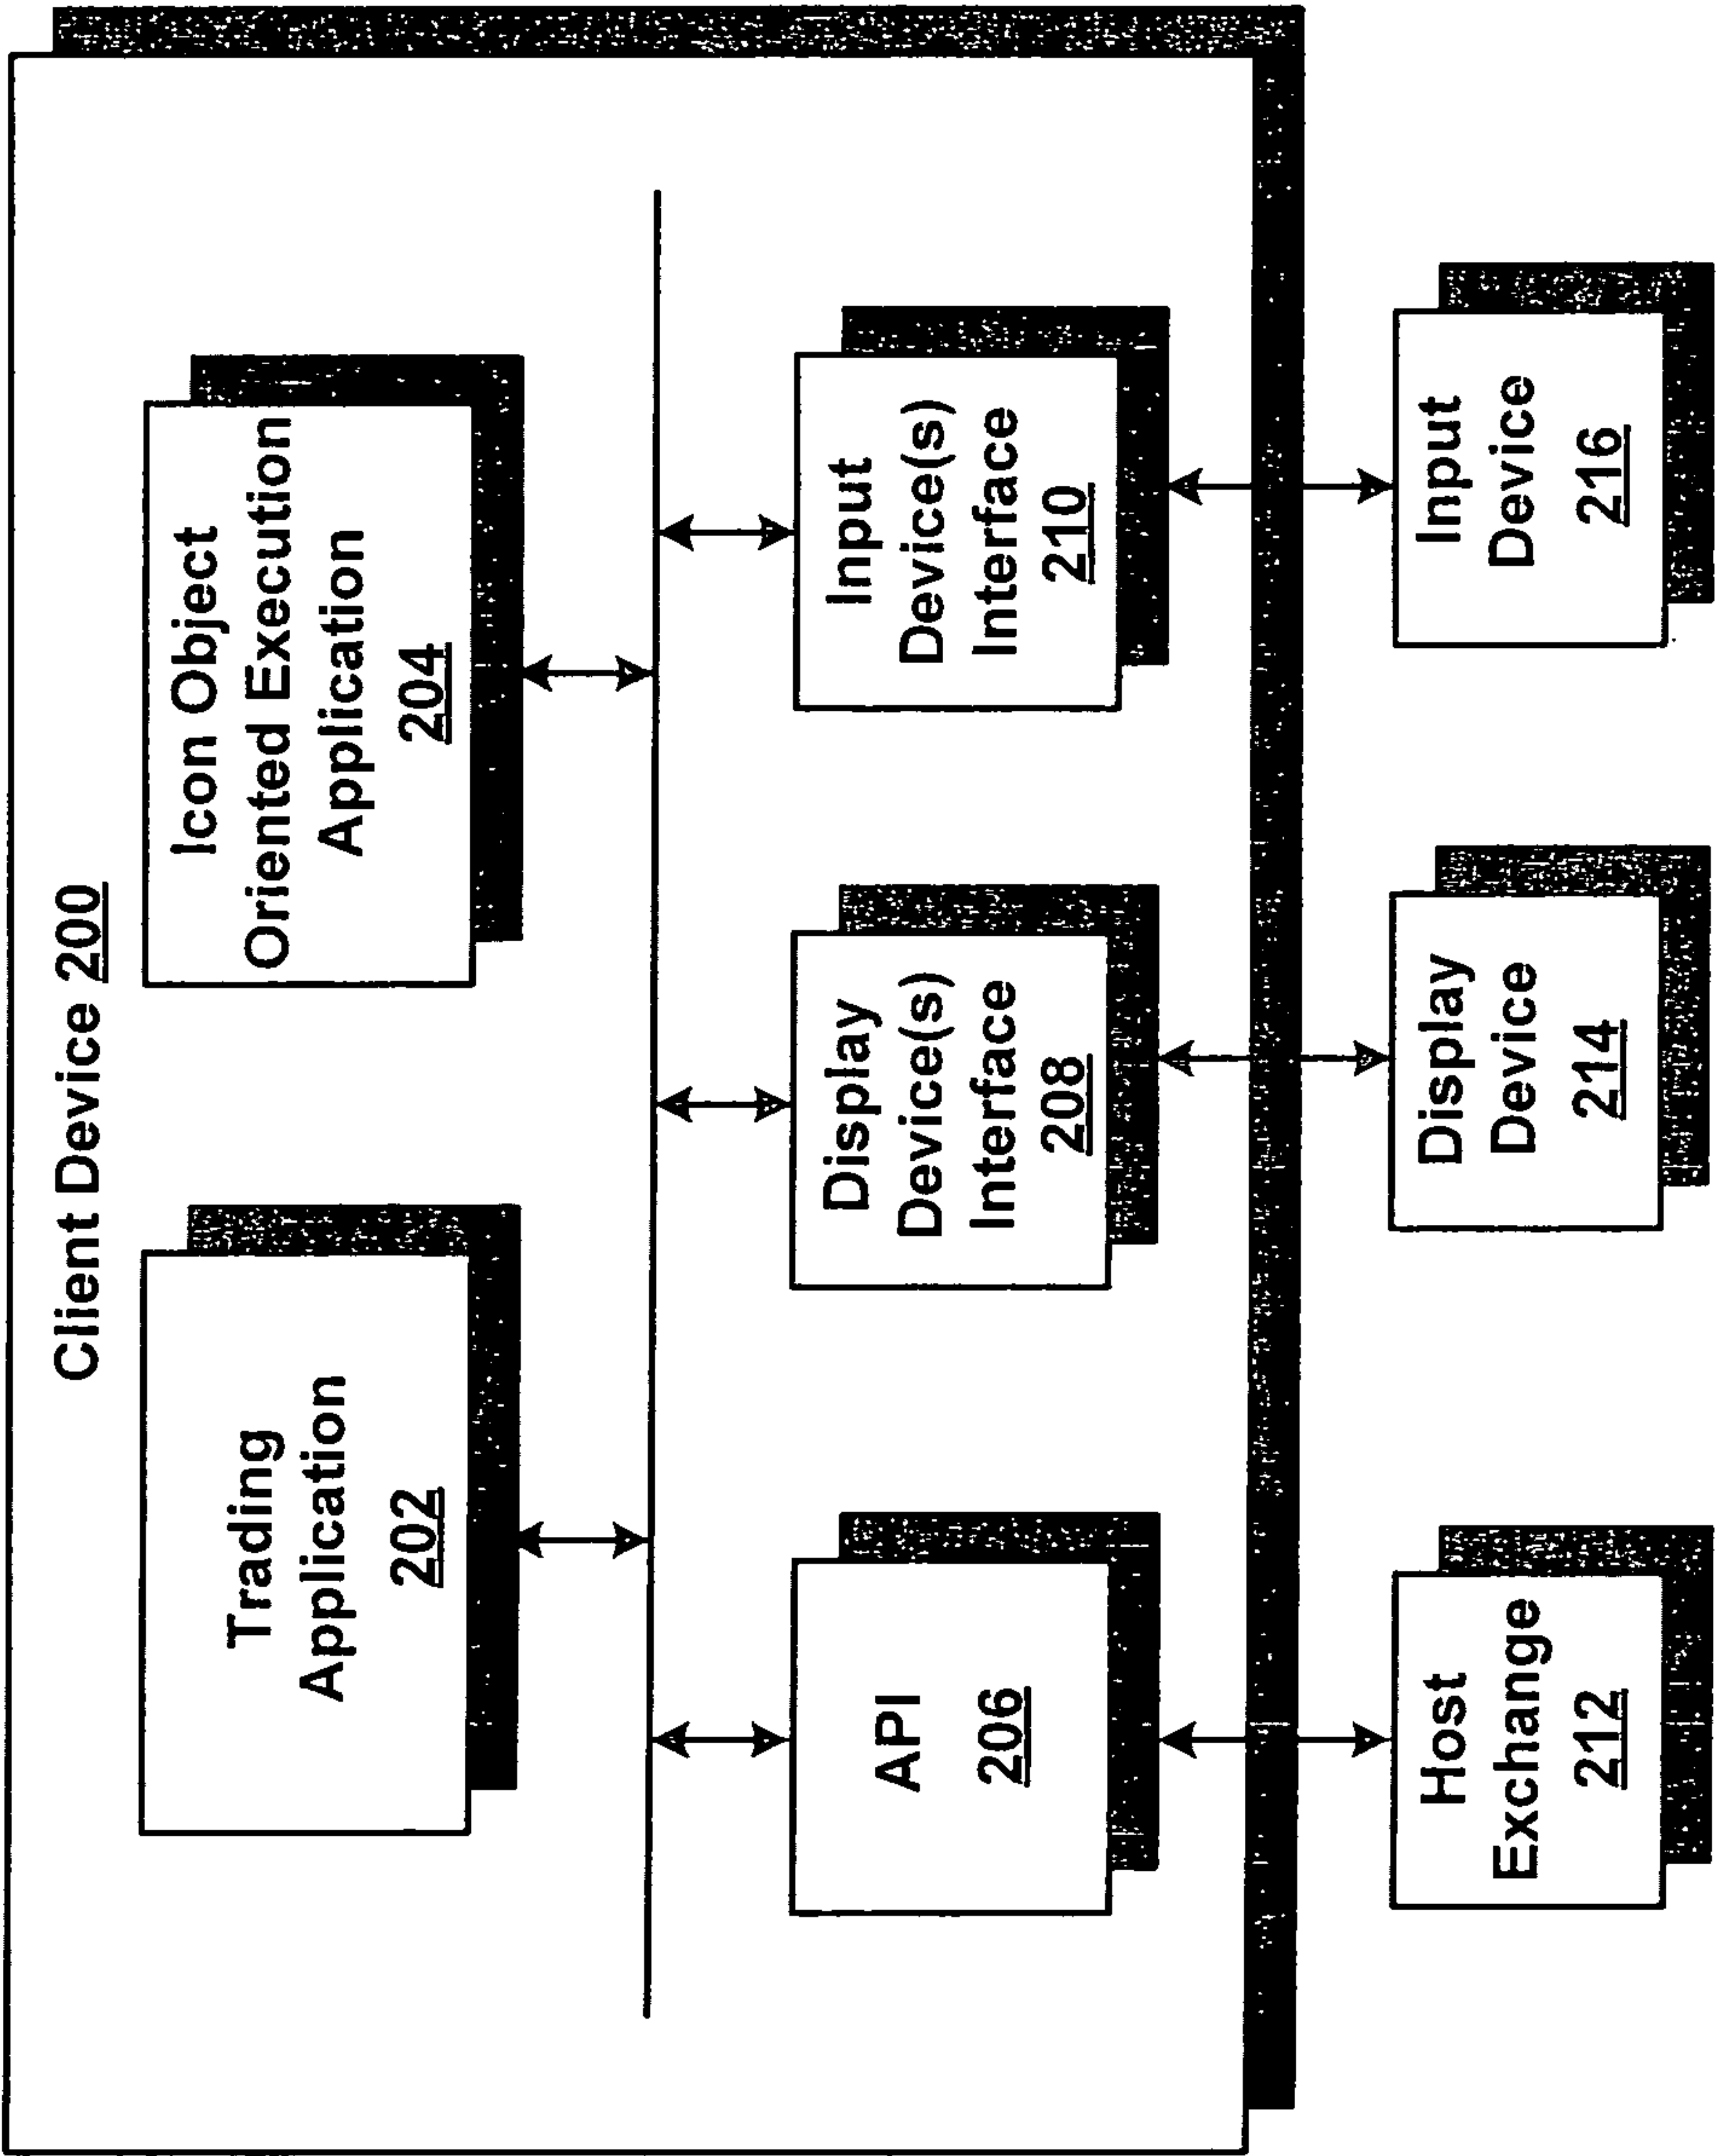 Client Device 200
Trading
Application
202
Icon Object
Oriented Execution
Application
204
API
206
Display
Device(s)
Interface
208
Input
Device(s)
Interface
210
Host
Exchange
212
Display
Device
214
Input
Device
216